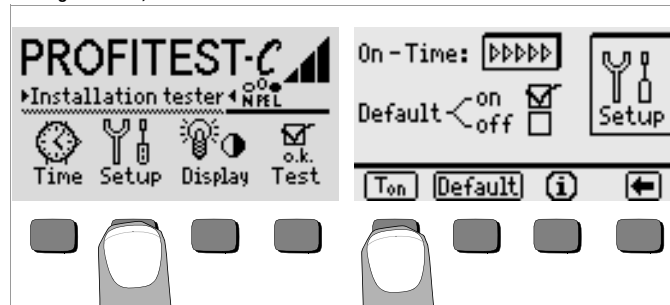 PROFITEST-C
Installation tester
N PE L
Time Setup Display o.k. Test
On-Time:
Default on
off
Setup
Ton Default i